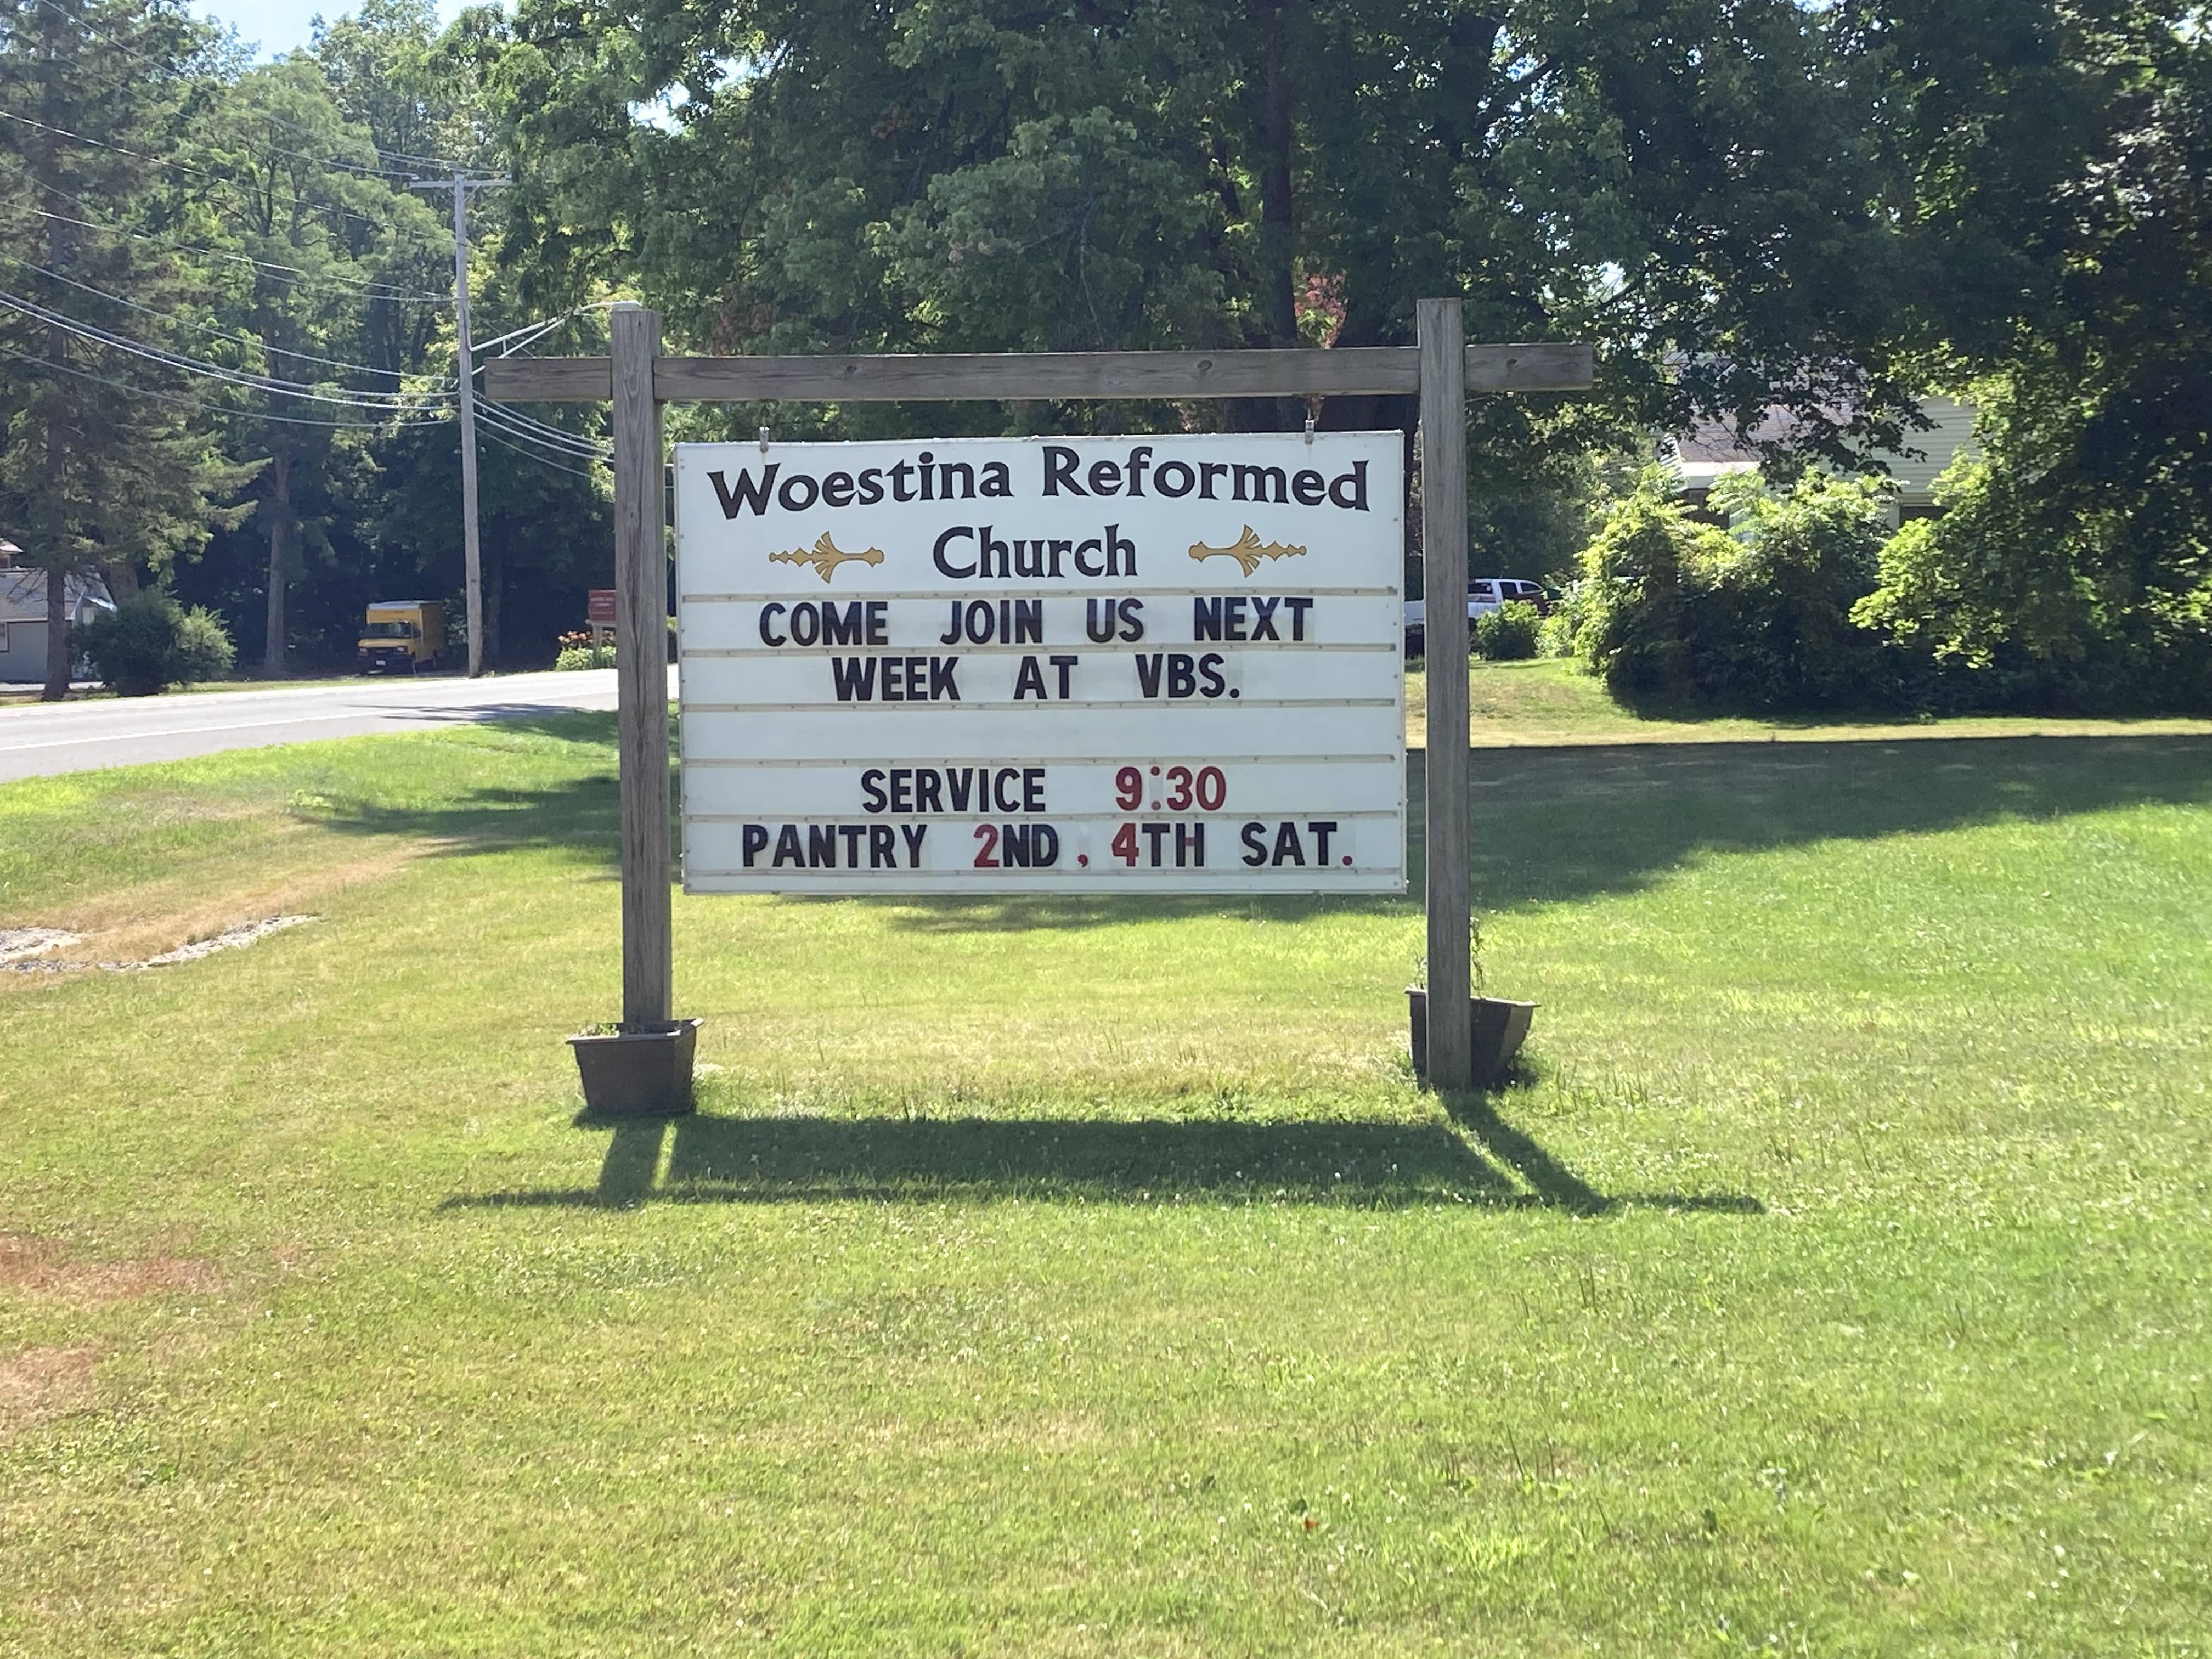 Woestina Reformed
Church
COME JOIN US NEXT
WEEK AT VBS.
SERVICE 9:30
PANTRY 2ND, 4TH SAT.